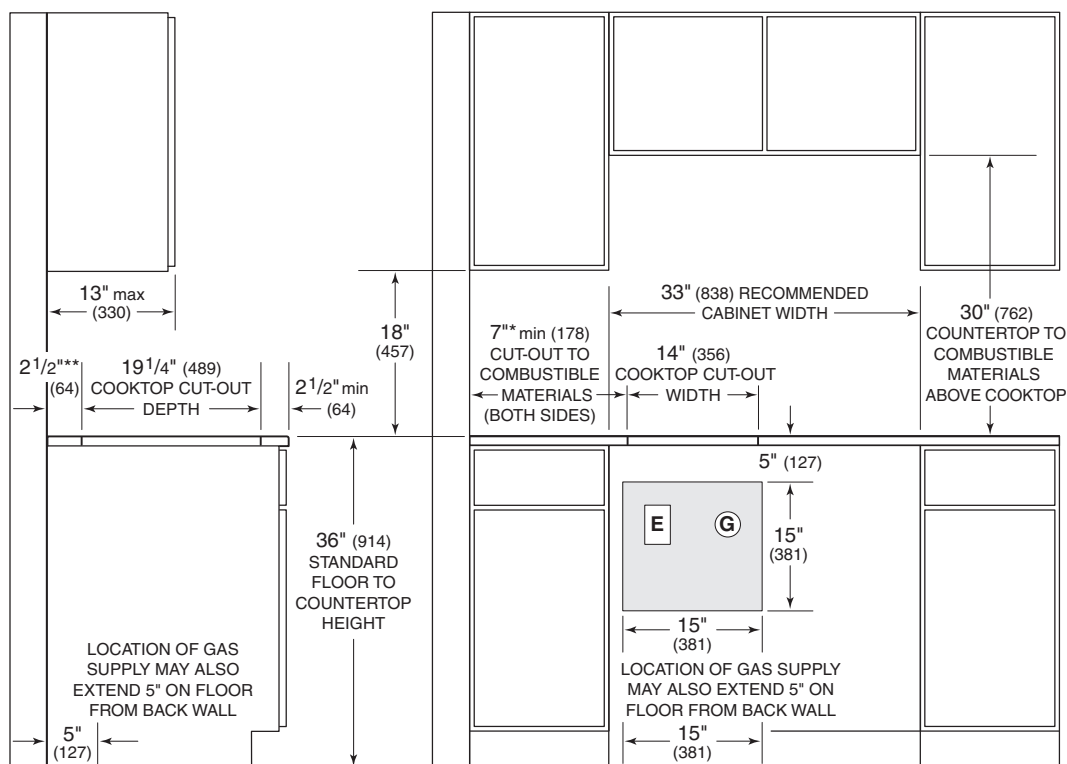 13" max
(330)
2 1/2"**
(64)
19 1/4" (489)
COOKTOP CUT-OUT
DEPTH
2 1/2" min
(64)
18"
(457)
7"* min (178)
CUT-OUT TO
COMBUSTIBLE
MATERIALS
(BOTH SIDES)
33" (838) RECOMMENDED
CABINET WIDTH
14" (356)
COOKTOP CUT-OUT
WIDTH
30" (762)
COUNTERTOP TO
COMBUSTIBLE
MATERIALS
ABOVE COOKTOP
5" (127)
36" (914)
STANDARD
FLOOR TO
COUNTERTOP
HEIGHT
E
G
15"
(381)
15"
(381)
LOCATION OF GAS
SUPPLY MAY ALSO
EXTEND 5" ON FLOOR
FROM BACK WALL
5"
(127)
LOCATION OF GAS SUPPLY
MAY ALSO EXTEND 5" ON
FLOOR FROM BACK WALL
15"
(381)